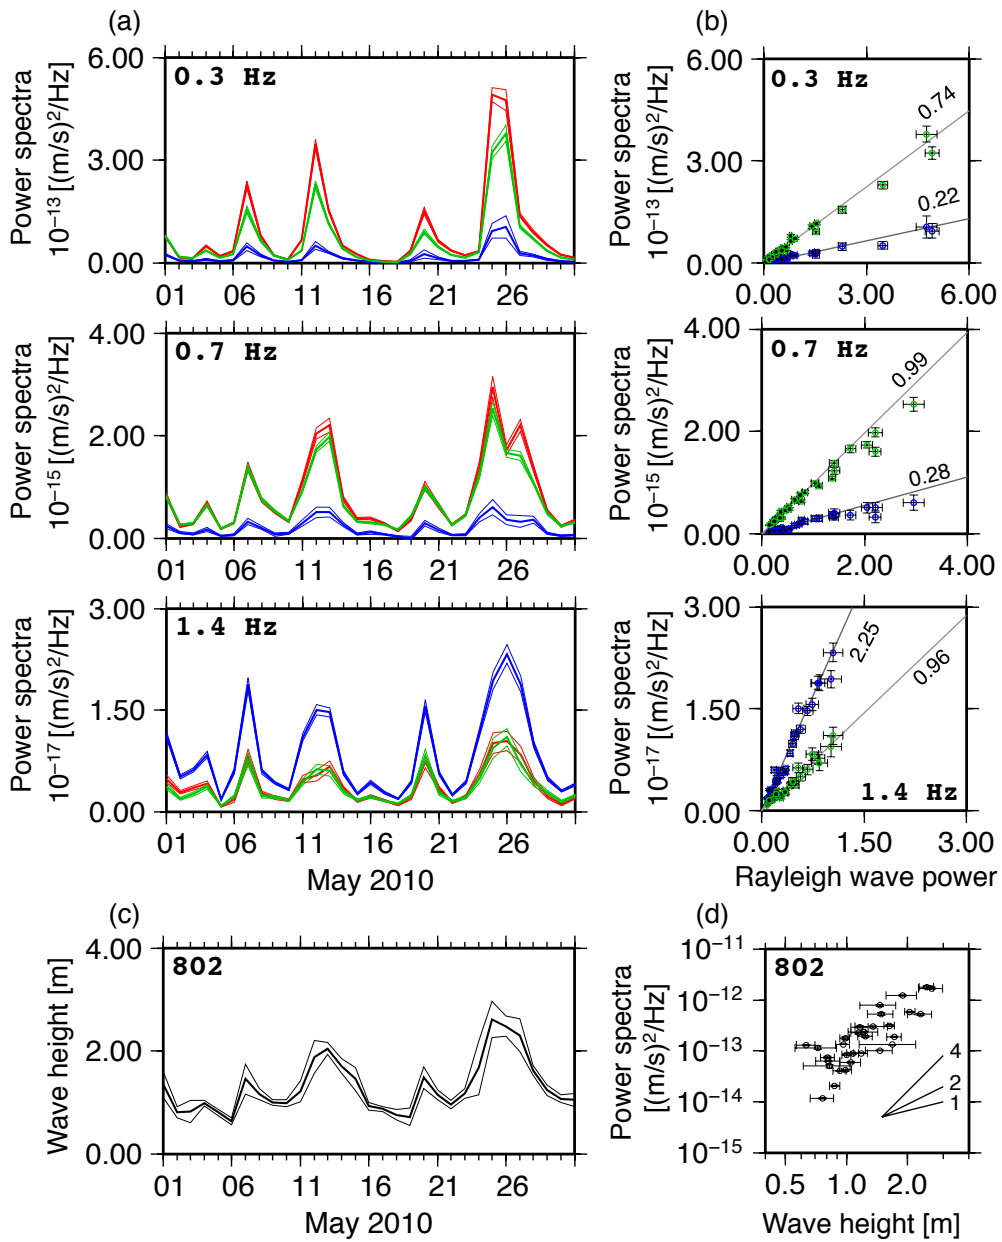 (a)
(b)
Power spectra
10⁻¹³ [(m/s)²/Hz]
6.00
3.00
0.00
0.3 Hz
01 06 11 16 21 26
Power spectra
10⁻¹³ [(m/s)²/Hz]
6.00
3.00
0.00
0.3 Hz
0.74
0.22
0.00 3.00 6.00
Power spectra
10⁻¹⁵ [(m/s)²/Hz]
4.00
2.00
0.00
0.7 Hz
01 06 11 16 21 26
Power spectra
10⁻¹⁵ [(m/s)²/Hz]
4.00
2.00
0.00
0.7 Hz
0.99
0.28
0.00 2.00 4.00
Power spectra
10⁻¹⁷ [(m/s)²/Hz]
3.00
1.50
0.00
1.4 Hz
01 06 11 16 21 26
May 2010
Power spectra
10⁻¹⁷ [(m/s)²/Hz]
3.00
1.50
0.00
2.25
0.96
1.4 Hz
0.00 1.50 3.00
Rayleigh wave power
(c)
(d)
Wave height [m]
4.00
2.00
0.00
802
01 06 11 16 21 26
May 2010
Power spectra
[(m/s)²/Hz]
10⁻¹¹
10⁻¹²
10⁻¹³
10⁻¹⁴
10⁻¹⁵
802
4
2
1
0.5 1.0 2.0
Wave height [m]